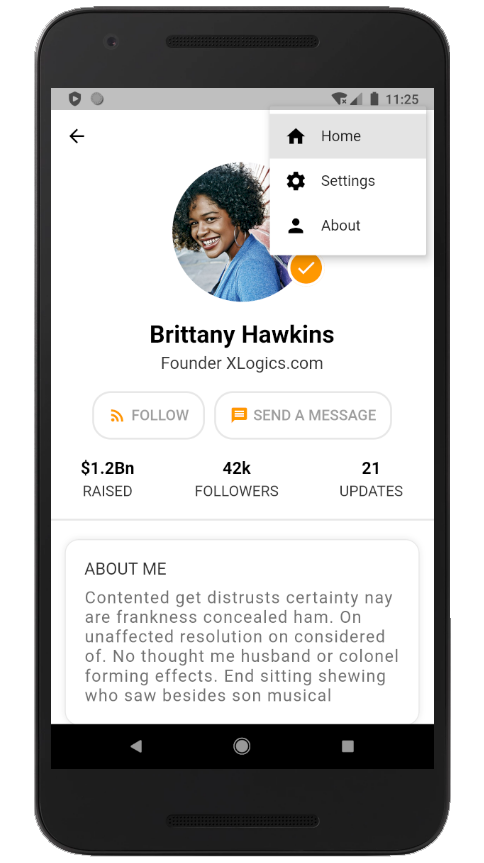 11:25
Home
Settings
About
Brittany Hawkins
Founder XLogics.com
FOLLOW
SEND A MESSAGE
$1.2Bn 42k 21
RAISED FOLLOWERS UPDATES
ABOUT ME
Contented get distrusts certainty nay
are frankness concealed ham. On
unaffected resolution on considered
of. No thought me husband or colonel
forming effects. End sitting shewing
who saw besides son musical